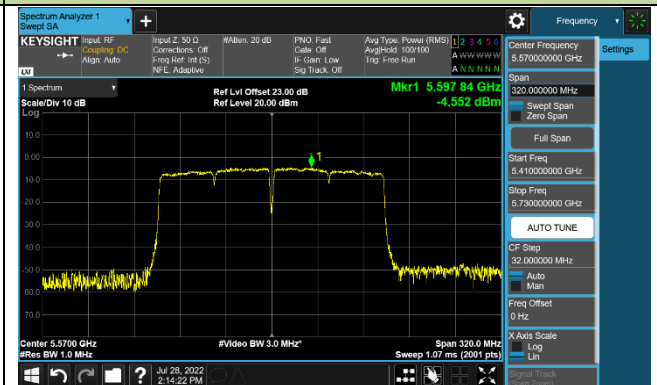 Spectrum Analyzer 1
Swept SA
Frequency
KEYSIGHT
Input: RF
Coupling: DC
Align: Auto
Input Z: 50 Ω
Corrections: Off
Freq Ref: Int (S)
NFE: Adaptive
#Atten: 20 dB
PNO: Fast
Gate: Off
IF Gain: Low
Sig Track: Off
Avg Type: Power (RMS)
Avg|Hold: 100/100
Trig: Free Run
1 2 3 4 5 6
A W W W W W
A N N N N N
LXI
1 Spectrum
Scale/Div 10 dB
Log
Ref Lvl Offset 23.00 dB
Ref Level 20.00 dBm
Mkr1 5.597 84 GHz
-4.552 dBm
10.0
0.00
-10.0
-20.0
-30.0
-40.0
-50.0
-60.0
-70.0
1
Center 5.5700 GHz
#Res BW 1.0 MHz
#Video BW 3.0 MHz*
Span 320.0 MHz
Sweep 1.07 ms (2001 pts)
Jul 28, 2022
2:14:22 PM
Center Frequency
5.570000000 GHz
Span
320.000000 MHz
Swept Span
Zero Span
Full Span
Start Freq
5.410000000 GHz
Stop Freq
5.730000000 GHz
AUTO TUNE
CF Step
32.000000 MHz
Auto
Man
Freq Offset
0 Hz
X Axis Scale
Log
Lin
Signal Track
(Span Zoom)
Settings